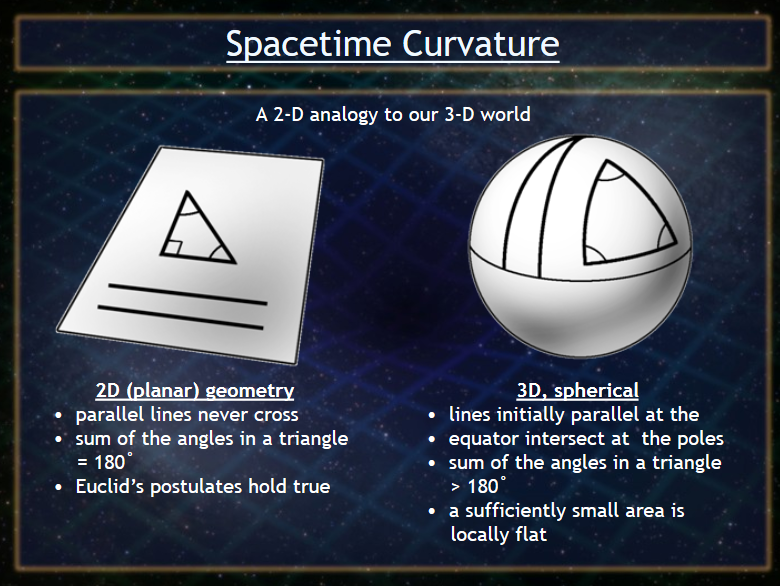 Spacetime Curvature
A 2-D analogy to our 3-D world
2D (planar) geometry
• parallel lines never cross
• sum of the angles in a triangle
= 180˚
• Euclid’s postulates hold true
3D, spherical
• lines initially parallel at the
• equator intersect at the poles
• sum of the angles in a triangle
> 180˚
• a sufficiently small area is
locally flat